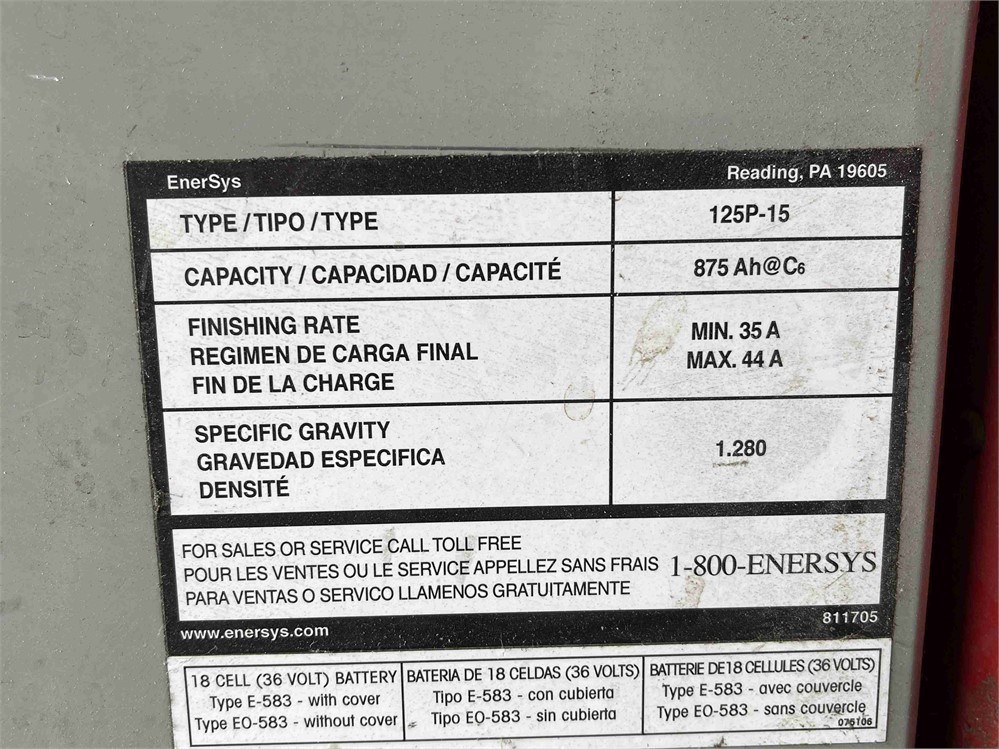 EnerSys Reading, PA 19605
TYPE / TIPO / TYPE 125P-15
CAPACITY / CAPACIDAD / CAPACITÉ 875 Ah@C6
FINISHING RATE
REGIMEN DE CARGA FINAL
FIN DE LA CHARGE
MIN. 35 A
MAX. 44 A
SPECIFIC GRAVITY
GRAVEDAD ESPECIFICA
DENSITÉ
1.280
FOR SALES OR SERVICE CALL TOLL FREE
POUR LES VENTES OU LE SERVICE APPELLEZ SANS FRAIS
PARA VENTAS O SERVICO LLAMENOS GRATUITAMENTE
1-800-ENERSYS
www.enersys.com 811705
18 CELL (36 VOLT) BATTERY
Type E-583 - with cover
Type EO-583 - without cover
BATERIA DE 18 CELDAS (36 VOLTS)
Tipo E-583 - con cubierta
Tipo EO-583 - sin cubierta
BATTERIE DE 18 CELLULES (36 VOLTS)
Type E-583 - avec couvercle
Type EO-583 - sans couvercle
076106